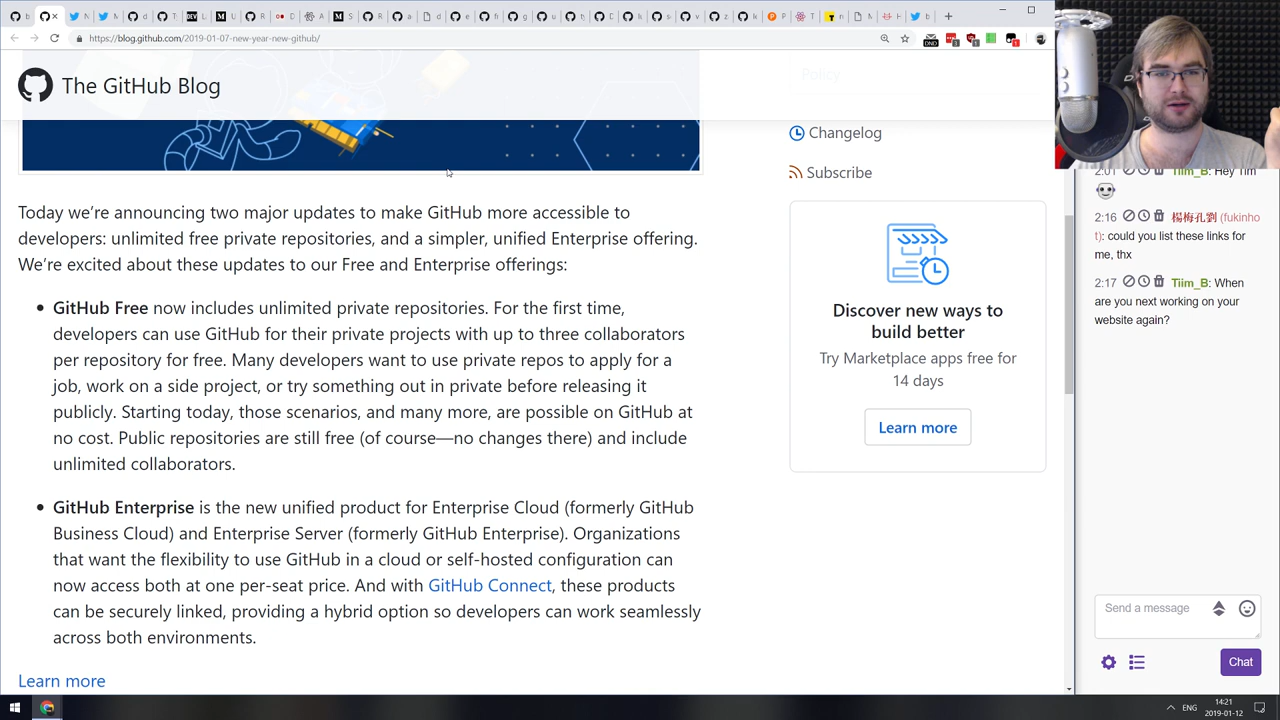 https://blog.github.com/2019-01-07-new-year-new-github/
DND
The GitHub Blog
Policy
Changelog
Subscribe
Today we're announcing two major updates to make GitHub more accessible to
developers: unlimited free private repositories, and a simpler, unified Enterprise offering.
We're excited about these updates to our Free and Enterprise offerings:
GitHub Free now includes unlimited private repositories. For the first time,
developers can use GitHub for their private projects with up to three collaborators
per repository for free. Many developers want to use private repos to apply for a
job, work on a side project, or try something out in private before releasing it
publicly. Starting today, those scenarios, and many more, are possible on GitHub at
no cost. Public repositories are still free (of course—no changes there) and include
unlimited collaborators.
GitHub Enterprise is the new unified product for Enterprise Cloud (formerly GitHub
Business Cloud) and Enterprise Server (formerly GitHub Enterprise). Organizations
that want the flexibility to use GitHub in a cloud or self-hosted configuration can
now access both at one per-seat price. And with GitHub Connect, these products
can be securely linked, providing a hybrid option so developers can work seamlessly
across both environments.
Learn more
Discover new ways to
build better
Try Marketplace apps free for
14 days
Learn more
2:01 Tiim_B: Hey Tim
2:16 楊梅孔劉 (fukinho
t): could you list these links for
me, thx
2:17 Tiim_B: When
are you next working on your
website again?
Send a message
Chat
ENG
14:21
2019-01-12